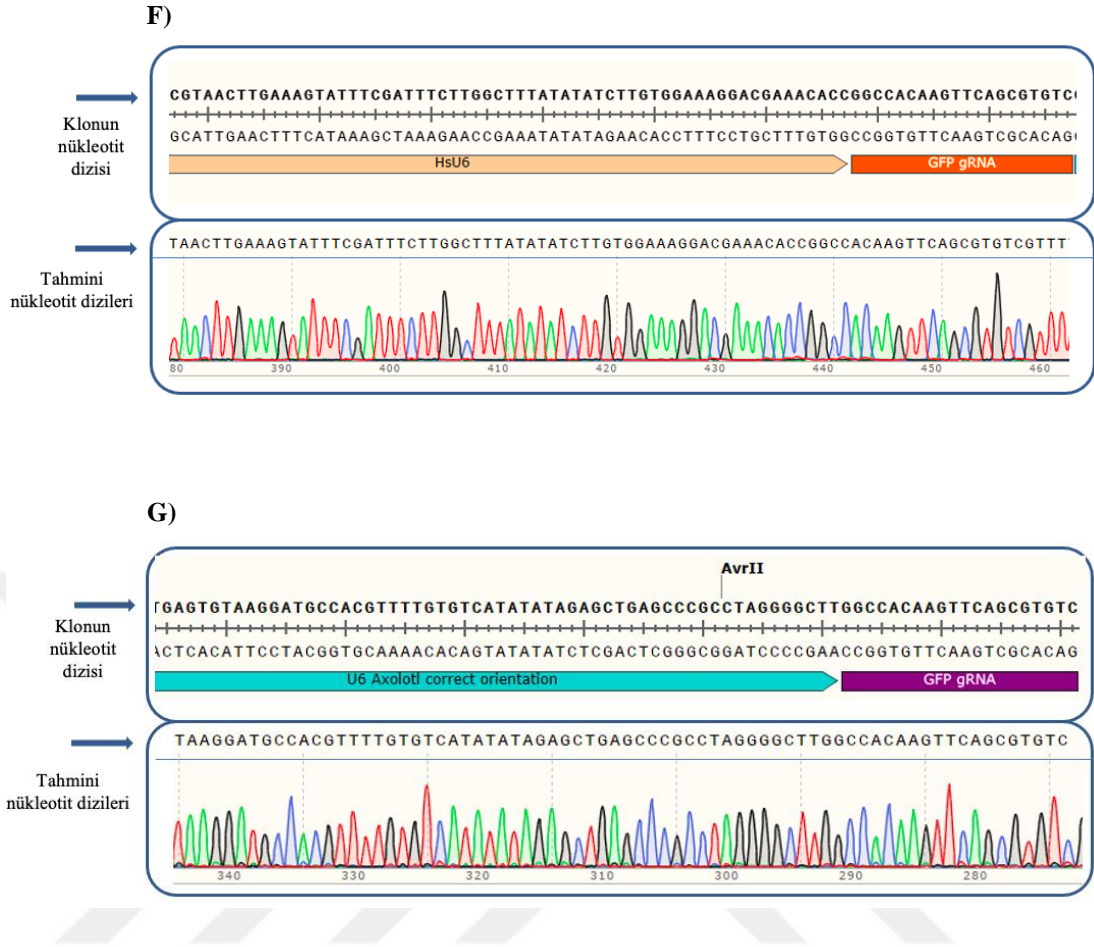 F)
CGTAACTTGAAAGTATTTCGATTTCTTGGCTTTATATATCTTGTGGAAAGGACGAAACACCGGCCACAAGTTCAGCGTGTC
GCATTGAACTTTCATAAAGCTAAAGAACCGAAATATATAGAACACCTTTCCTGCTTTGTGGCCGGTGTTCAAGTCGCACAG
Klonun
nükleotit
dizisi
HsU6 GFP gRNA
TAACTTGAAAGTATTTCGATTTCTTGGCTTTATATATCTTGTGGAAAGGACGAAACACCGGCCACAAGTTCAGCGTGTCGTTT
Tahmini
nükleotit dizileri
80 390 400 410 420 430 440 450 460
G)
AvrII
GAGTGTAAGGATGCCACGTTTTGTGTCATATATAGAGCTGAGCCCGCCTAGGGGCTTGGCCACAAGTTCAGCGTGTC
ACTCACATTCCTACGGTGCAAAACACAGTATATATCTCGACTCGGGCGGATCCCCGAACCGGTGTTCAAGTCGCACAG
Klonun
nükleotit
dizisi
U6 Axolotl correct orientation GFP gRNA
TAAGGATGCCACGTTTTGTGTCATATATAGAGCTGAGCCCGCCTAGGGGCTTGGCCACAAGTTCAGCGTGTC
Tahmini
nükleotit dizileri
340 330 320 310 300 290 280